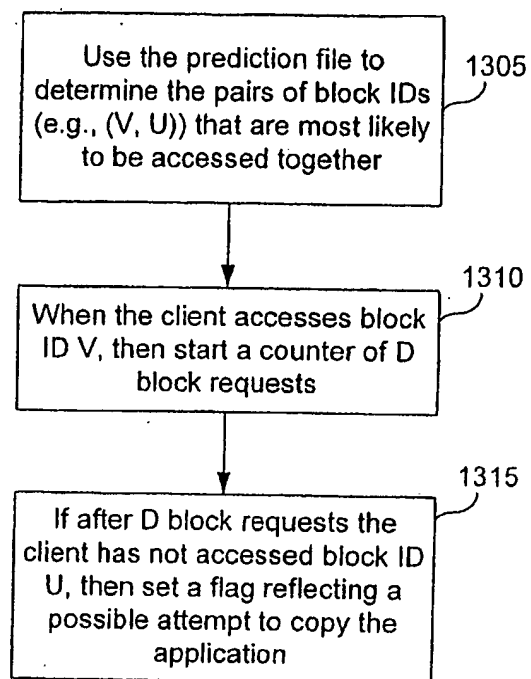 Use the prediction file to
determine the pairs of block IDs
(e.g., (V, U)) that are most likely
to be accessed together
1305
When the client accesses block
ID V, then start a counter of D
block requests
1310
If after D block requests the
client has not accessed block ID
U, then set a flag reflecting a
possible attempt to copy the
application
1315